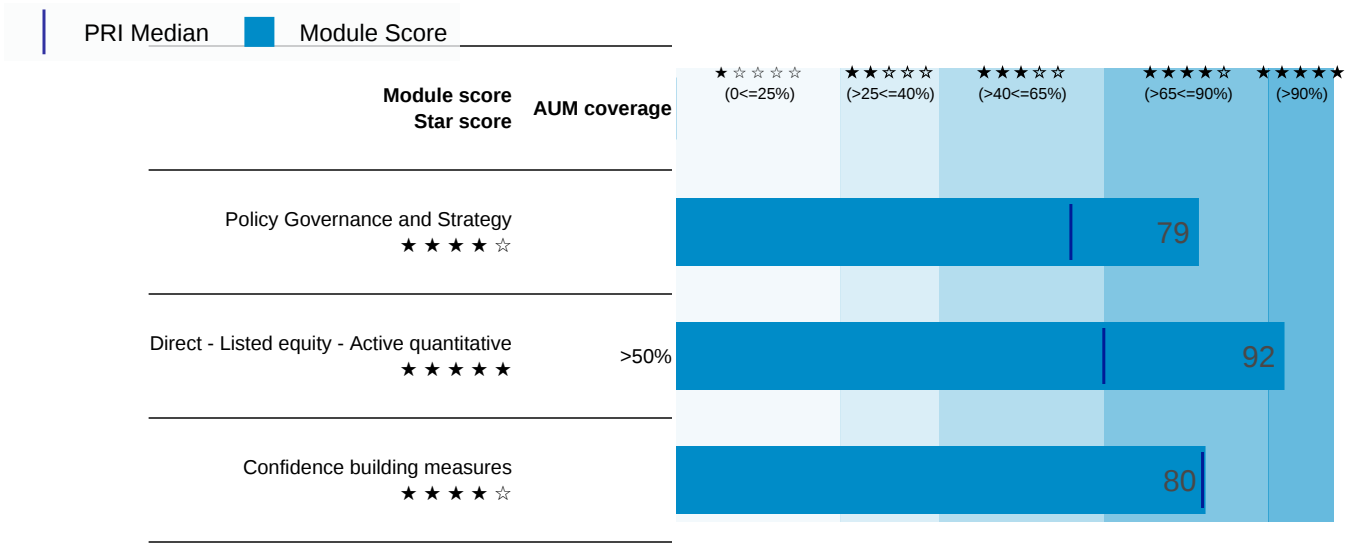 PRI Median Module Score
★☆☆☆☆ ★★☆☆☆ ★★★☆☆ ★★★★☆ ★★★★★
(0<=25%) (>25<=40%) (>40<=65%) (>65<=90%) (>90%)
Module score
Star score
AUM coverage
Policy Governance and Strategy
★★★★☆
79
Direct - Listed equity - Active quantitative
★★★★★
>50%
92
Confidence building measures
★★★★☆
80